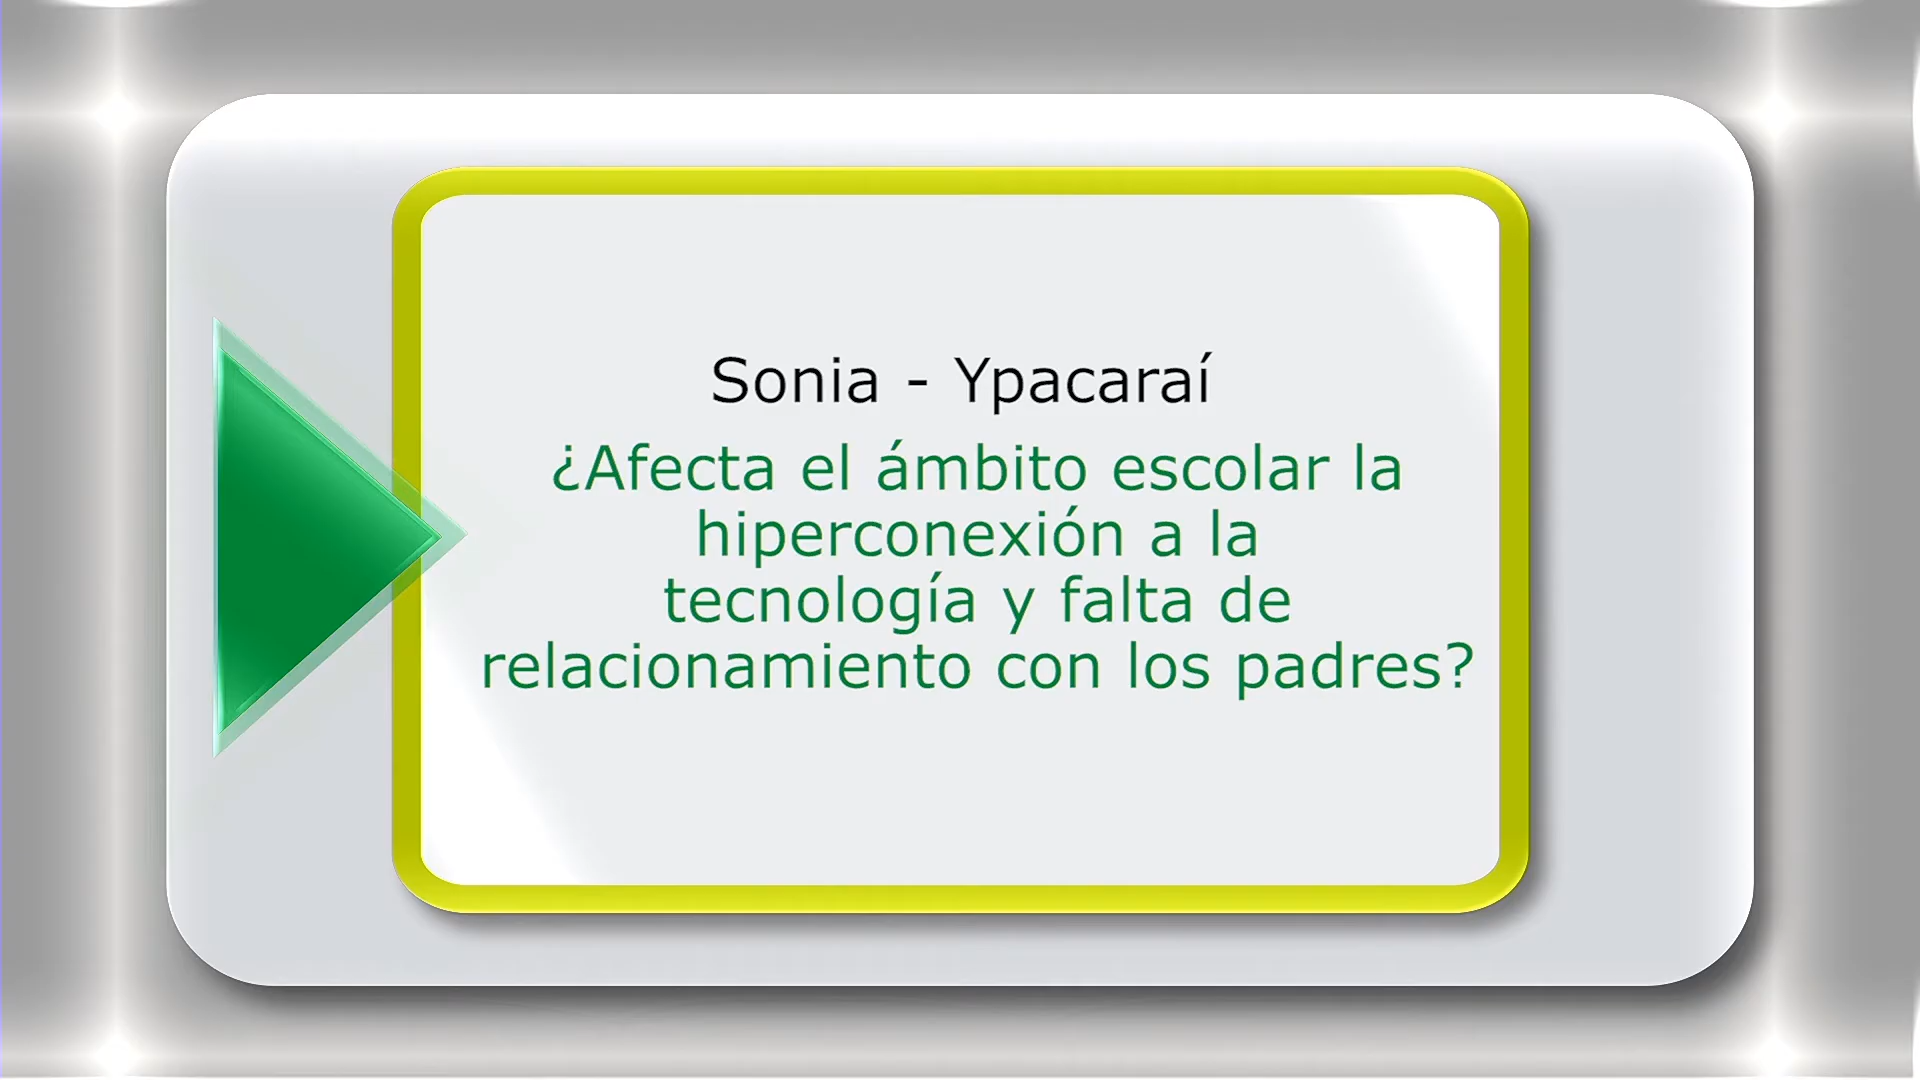 Sonia - Ypacaraí
¿Afecta el ámbito escolar la
hiperconexión a la
tecnología y falta de
relacionamiento con los padres?